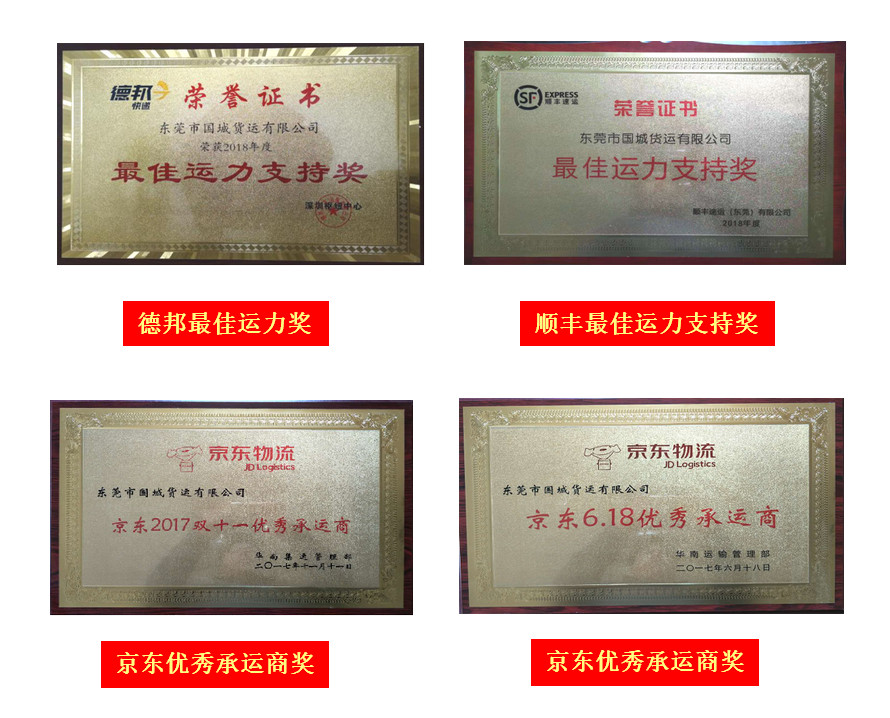 德邦
快递
荣誉证书
东莞市国城货运有限公司
荣获2018年度
最佳运力支持奖
深圳枢纽中心
SF EXPRESS
顺丰速运
荣誉证书
东莞市国城货运有限公司
最佳运力支持奖
顺丰速运（东莞）有限公司
2018年度
德邦最佳运力奖
顺丰最佳运力支持奖
京东物流
JD Logistics
东莞市国城货运有限公司
京东2017双十一优秀承运商
华南集运管理部
二〇一七年十一月十一日
京东物流
JD Logistics
东莞市国城货运有限公司
京东6.18优秀承运商
华南运输管理部
二〇一七年六月十八日
京东优秀承运商奖
京东优秀承运商奖